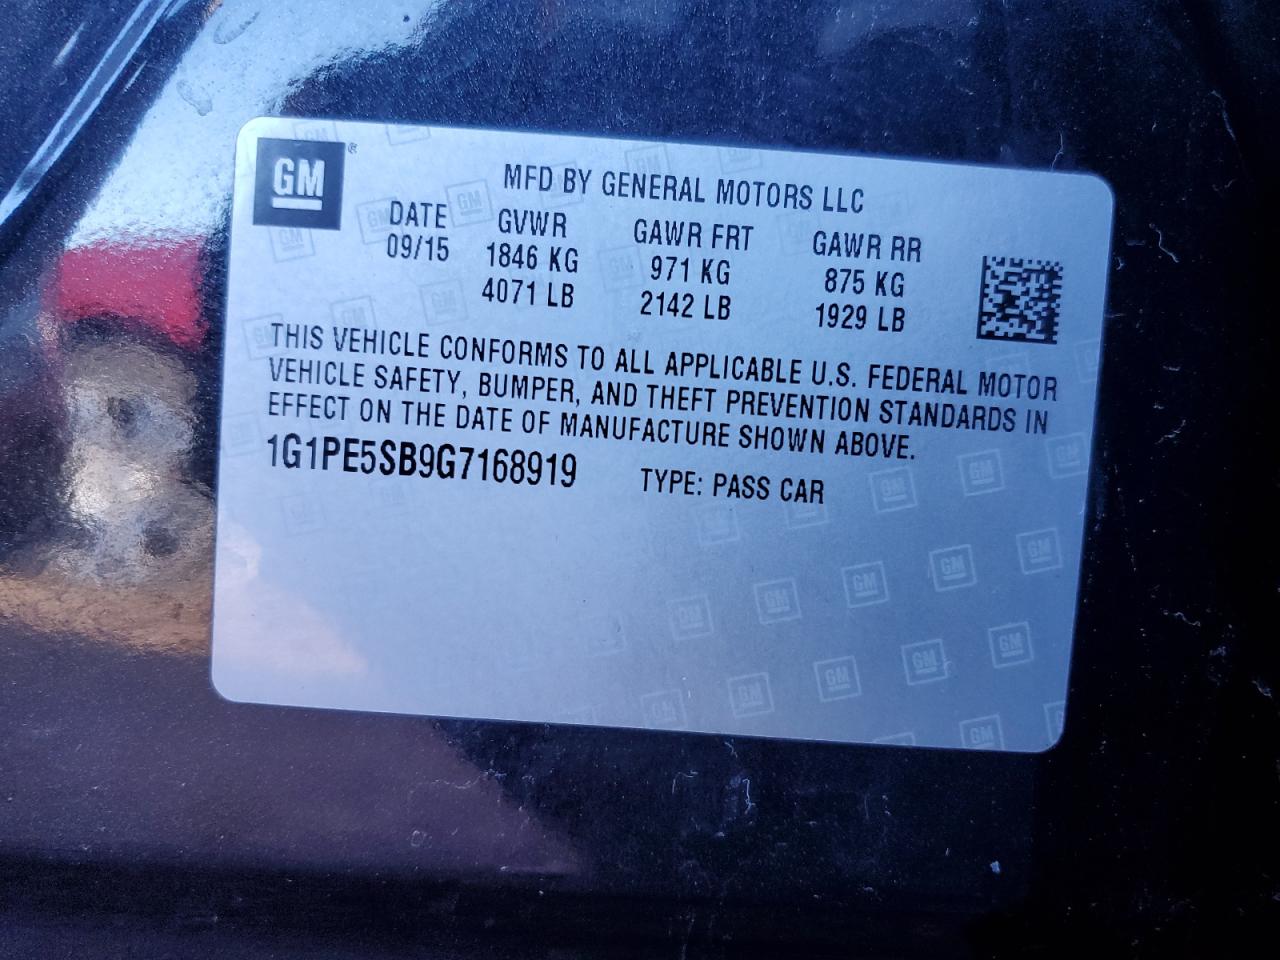 GM ®
MFD BY GENERAL MOTORS LLC
DATE GVWR GAWR FRT GAWR RR
09/15 1846 KG 971 KG 875 KG
4071 LB 2142 LB 1929 LB
THIS VEHICLE CONFORMS TO ALL APPLICABLE U.S. FEDERAL MOTOR
VEHICLE SAFETY, BUMPER, AND THEFT PREVENTION STANDARDS IN
EFFECT ON THE DATE OF MANUFACTURE SHOWN ABOVE.
1G1PE5SB9G7168919 TYPE: PASS CAR